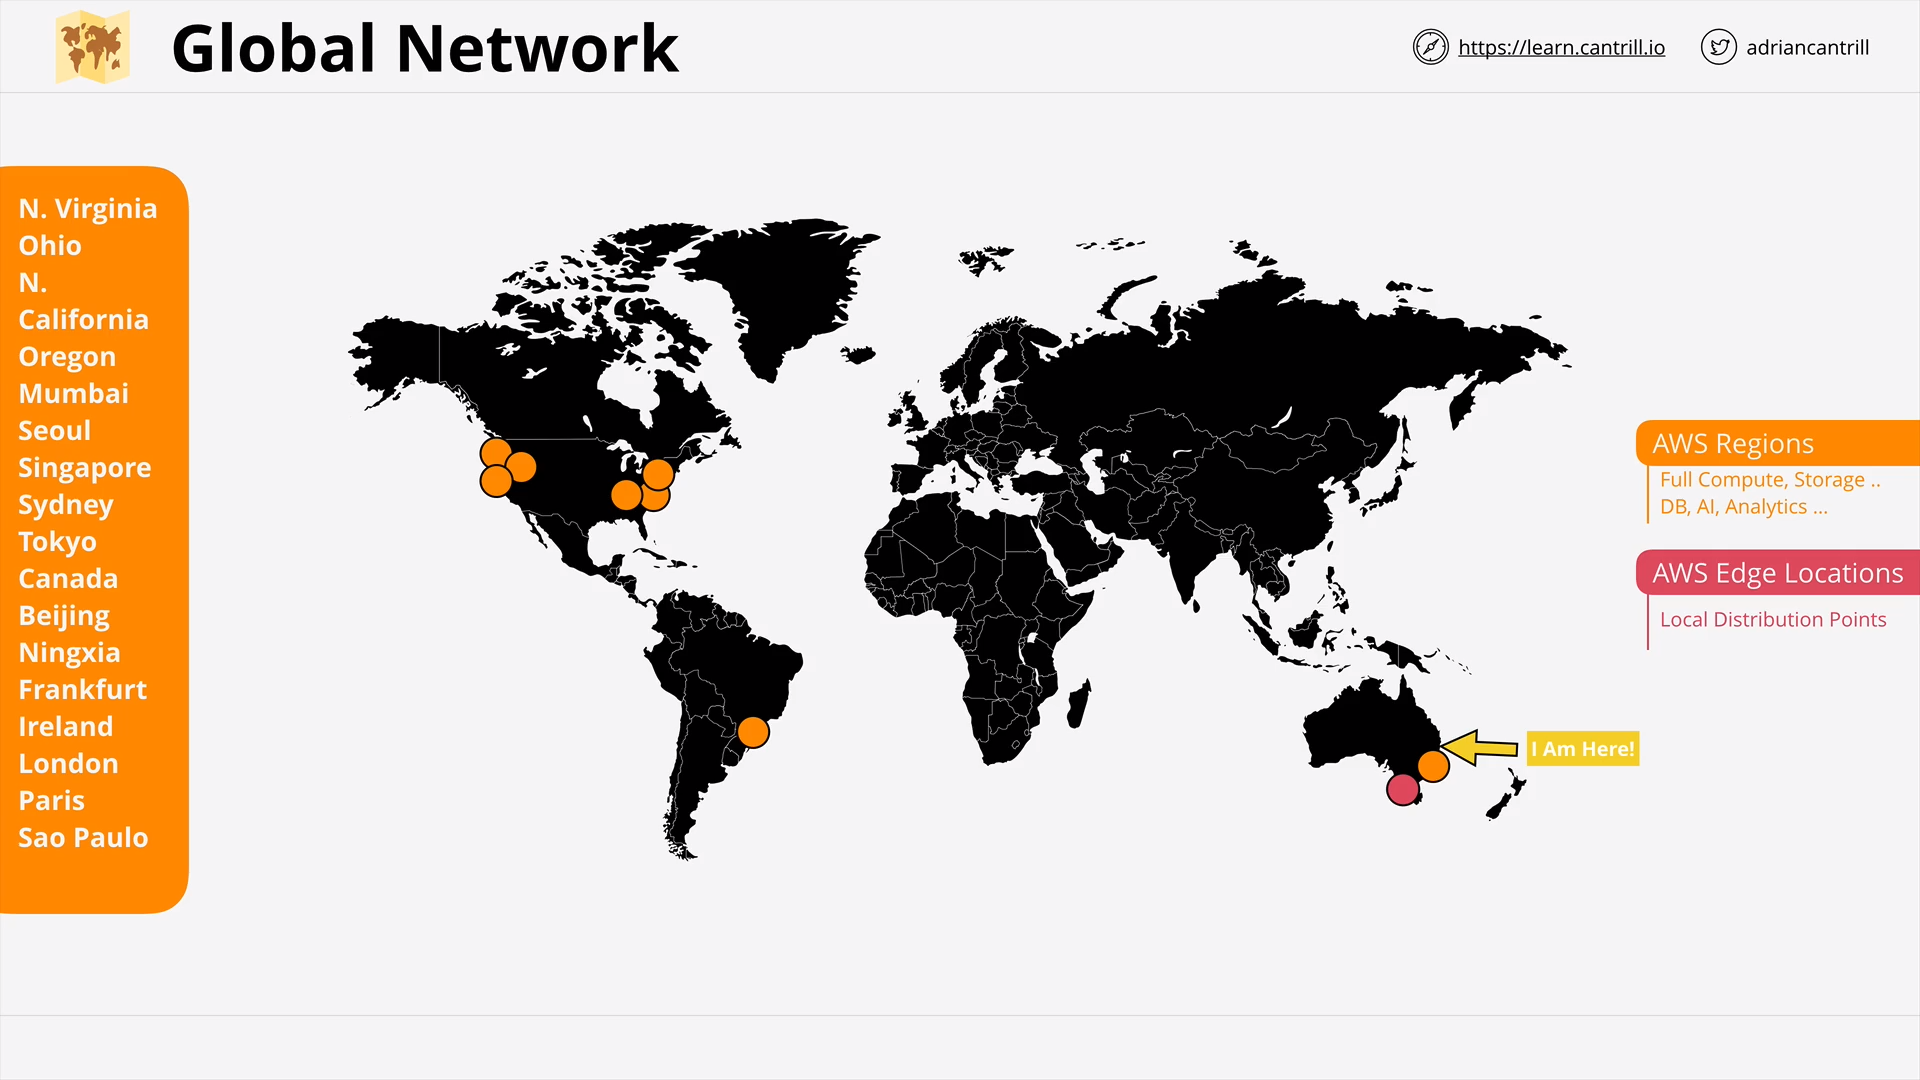 Global Network
https://learn.cantrill.io
adriancantrill
N. Virginia
Ohio
N.
California
Oregon
Mumbai
Seoul
Singapore
Sydney
Tokyo
Canada
Beijing
Ningxia
Frankfurt
Ireland
London
Paris
Sao Paulo
AWS Regions
Full Compute, Storage ..
DB, AI, Analytics ...
AWS Edge Locations
Local Distribution Points
I Am Here!